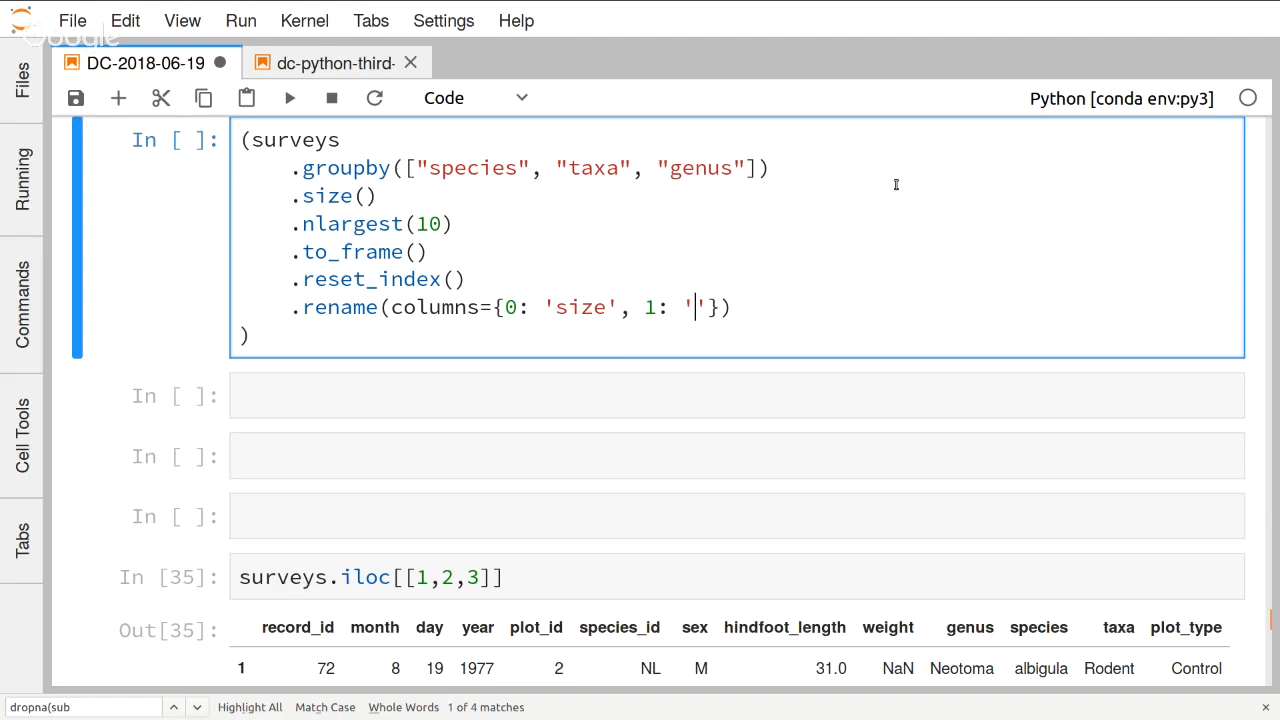 File Edit View Run Kernel Tabs Settings Help
Google
DC-2018-06-19 dc-python-third-
Code Python [conda env:py3]
Files
Running
Commands
Cell Tools
Tabs
In [ ]: (surveys
.groupby(["species", "taxa", "genus"])
.size()
.nlargest(10)
.to_frame()
.reset_index()
.rename(columns={0: 'size', 1: ''})
)
In [ ]:
In [ ]:
In [ ]:
In [35]: surveys.iloc[[1,2,3]]
Out[35]: record_id month day year plot_id species_id sex hindfoot_length weight genus species taxa plot_type
1 72 8 19 1977 2 NL M 31.0 NaN Neotoma albigula Rodent Control
dropna(sub Highlight All Match Case Whole Words 1 of 4 matches